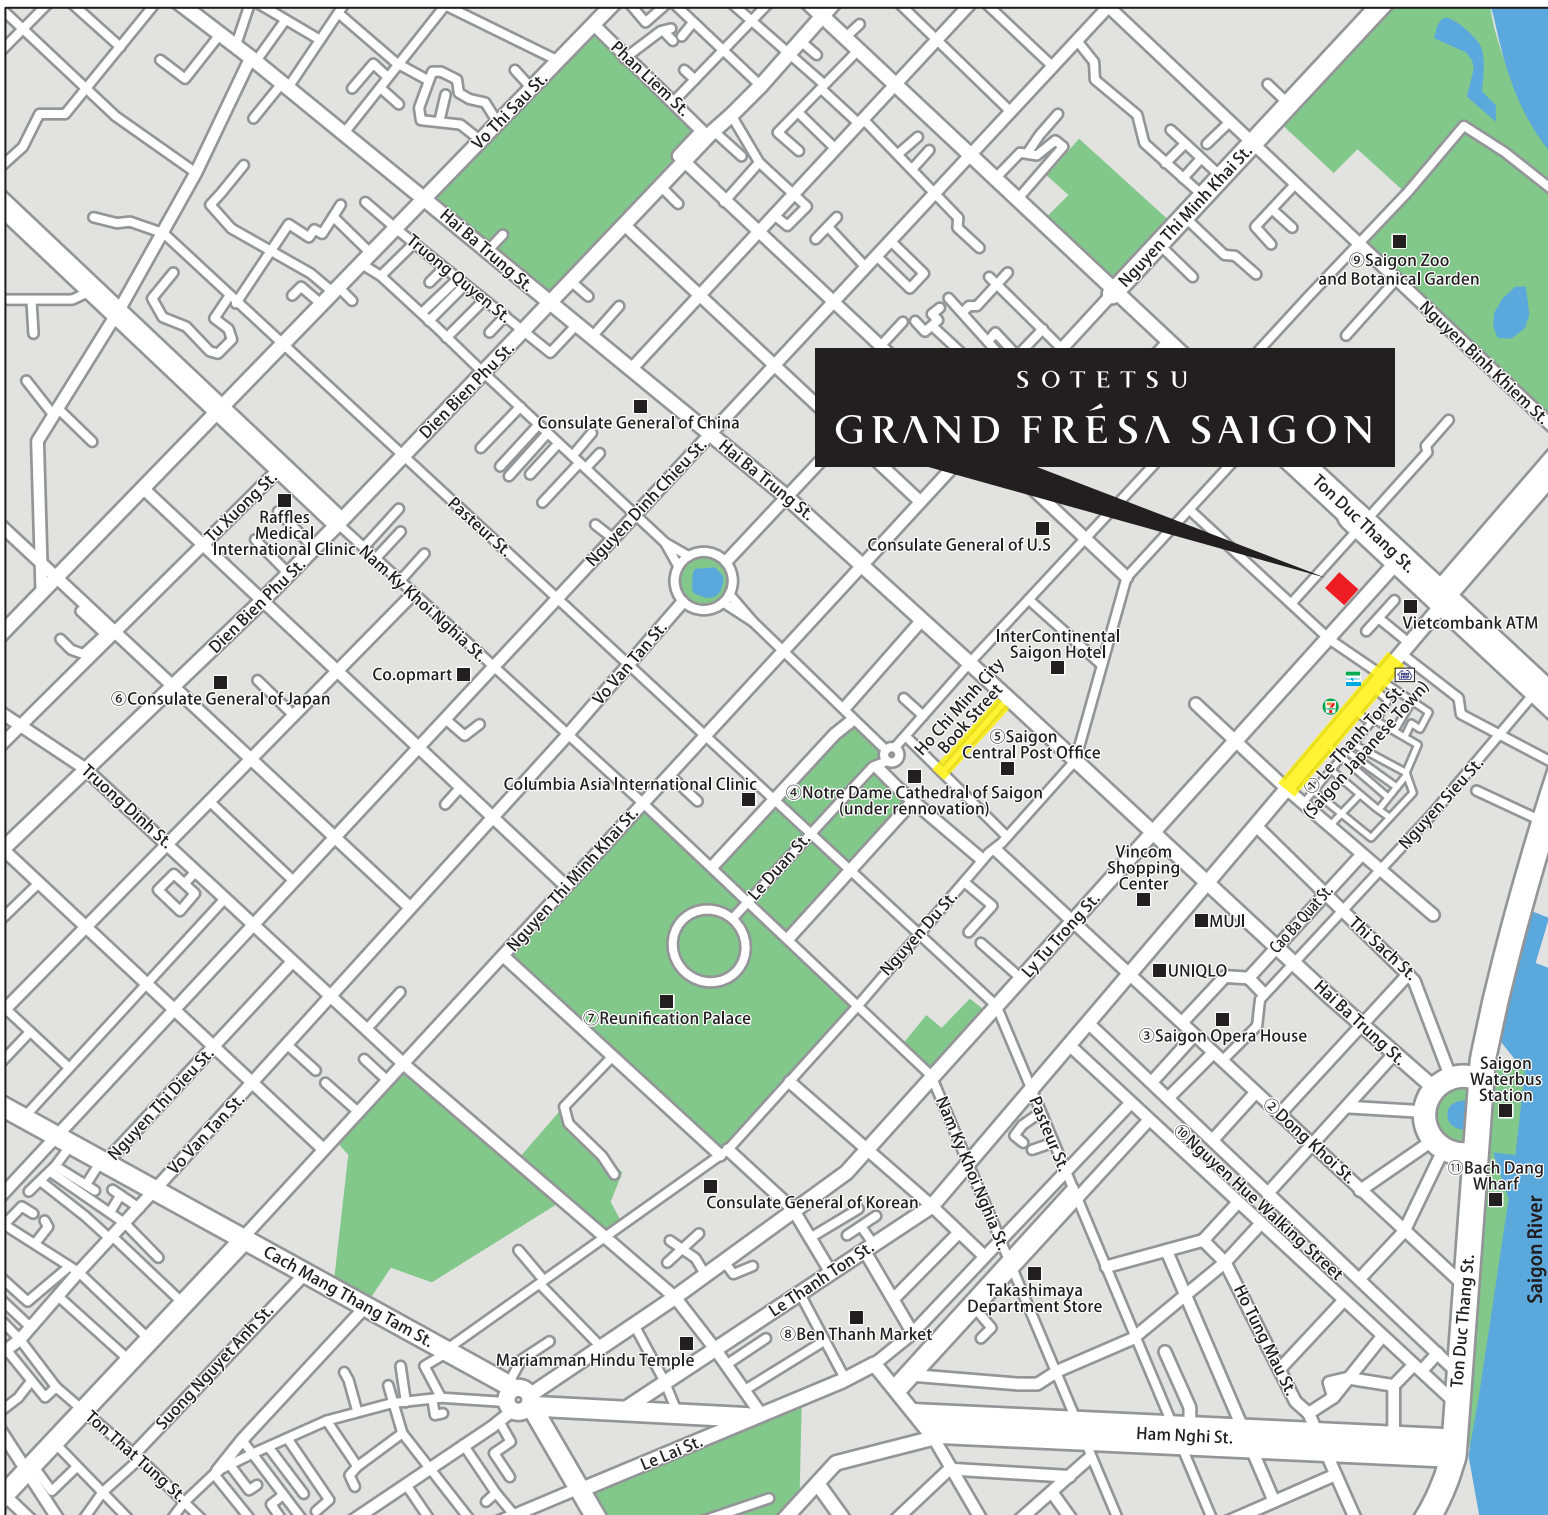 Phan Liem St.
Vo Thi Sau St.
Hai Ba Trung St.
Truong Quyen St.
Nguyen Thi Minh Khai St.
⑨Saigon Zoo
and Botanical Garden
Nguyen Binh Khiem St.
SOTETSU
GRAND FRÉSA SAIGON
Dien Bien Phu St.
Consulate General of China
Nguyen Dinh Chieu St.
Hai Ba Trung St.
Ton Duc Thang St.
Tu Xuong St.
Raffles
Medical
International Clinic
Pasteur St.
Nam Ky Khoi Nghia St.
Dien Bien Phu St.
Consulate General of U.S
Vietcombank ATM
InterContinental
Saigon Hotel
Vo Van Tan St.
Co.opmart
⑥Consulate General of Japan
Ho Chi Minh City
Book Street
⑤Saigon
Central Post Office
①Le Thanh Ton St.
(Saigon Japanese Town)
7
Nguyen Sieu St.
Columbia Asia International Clinic
④Notre Dame Cathedral of Saigon
(under rennovation)
Truong Dinh St.
Nguyen Thi Minh Khai St.
Le Duan St.
Vincom
Shopping
Center
MUJI
UNIQLO
Cao Ba Quat St.
Thi Sach St.
Nguyen Du St.
Ly Tu Trong St.
Hai Ba Trung St.
⑦Reunification Palace
③Saigon Opera House
Saigon
Waterbus
Station
Nguyen Thi Dieu St.
Vo Van Tan St.
Nam Ky Khoi Nghia St.
Pasteur St.
②Dong Khoi St.
⑩Nguyen Hue Walking Street
⑪Bach Dang
Wharf
Saigon River
Consulate General of Korean
Cach Mang Thang Tam St.
Le Thanh Ton St.
Takashimaya
Department Store
Ho Tung Mau St.
Ton Duc Thang St.
Suong Nguyet Anh St.
⑧Ben Thanh Market
Mariamman Hindu Temple
Ton That Tung St.
Le Lai St.
Ham Nghi St.